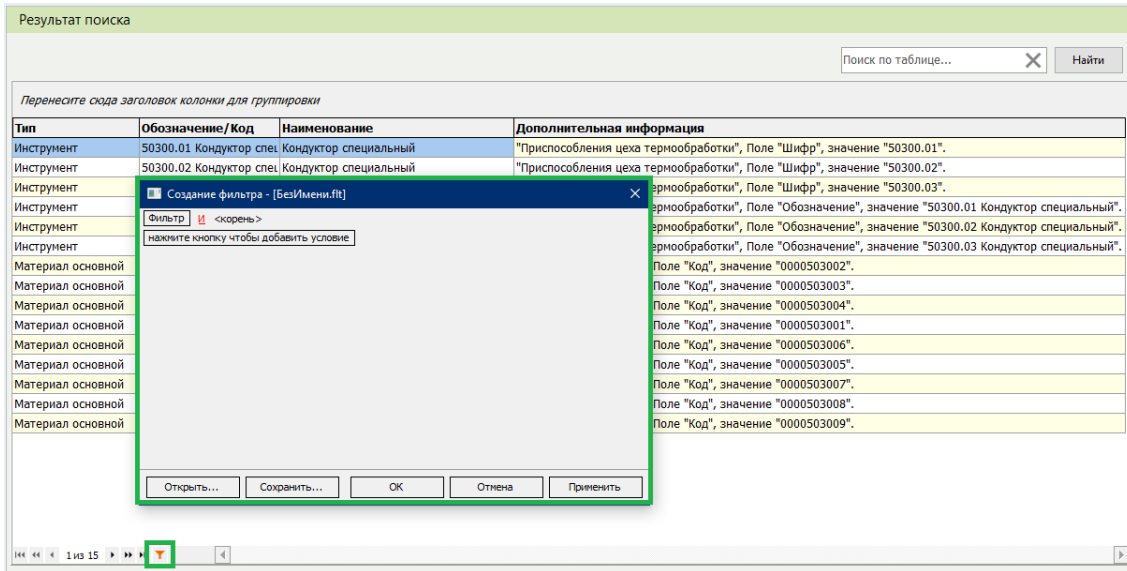 Результат поиска
Поиск по таблице... Найти
Перенесите сюда заголовок колонки для группировки
Тип Обозначение/Код Наименование Дополнительная информация
Инструмент 50300.01 Кондуктор спец Кондуктор специальный "Приспособления цеха термообработки", Поле "Шифр", значение "50300.01".
Инструмент 50300.02 Кондуктор спец Кондуктор специальный "Приспособления цеха термообработки", Поле "Шифр", значение "50300.02".
Инструмент ермообработки", Поле "Шифр", значение "50300.03".
Инструмент ермообработки", Поле "Обозначение", значение "50300.01 Кондуктор специальный".
Инструмент ермообработки", Поле "Обозначение", значение "50300.02 Кондуктор специальный".
Инструмент ермообработки", Поле "Обозначение", значение "50300.03 Кондуктор специальный".
Материал основной Поле "Код", значение "0000503002".
Материал основной Поле "Код", значение "0000503003".
Материал основной Поле "Код", значение "0000503004".
Материал основной Поле "Код", значение "0000503001".
Материал основной Поле "Код", значение "0000503006".
Материал основной Поле "Код", значение "0000503005".
Материал основной Поле "Код", значение "0000503007".
Материал основной Поле "Код", значение "0000503008".
Материал основной Поле "Код", значение "0000503009".
Создание фильтра - [БезИмени.flt]
Фильтр И <корень>
нажмите кнопку чтобы добавить условие
Открыть... Сохранить... ОК Отмена Применить
1 из 15